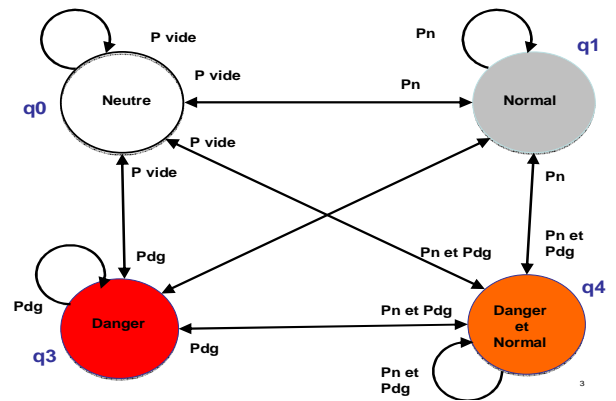 P vide
Pn
q1
P vide
Pn
q0
Neutre
Normal
P vide
P vide
Pn
Pdg
Pn et Pdg
Pn et
Pdg
q4
Pdg
Danger
Pn et Pdg
Danger
et
Normal
q3
Pdg
Pn et
Pdg
3